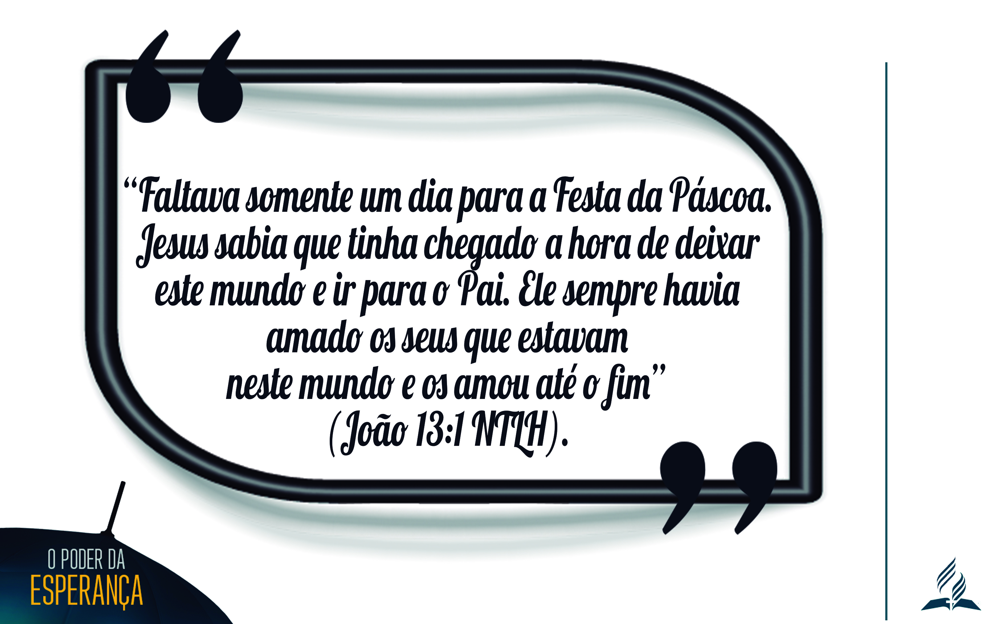 “Faltava somente um dia para a Festa da Páscoa.
Jesus sabia que tinha chegado a hora de deixar
este mundo e ir para o Pai. Ele sempre havia
amado os seus que estavam
neste mundo e os amou até o fim”
(João 13:1 NTLH).
O PODER DA
ESPERANÇA